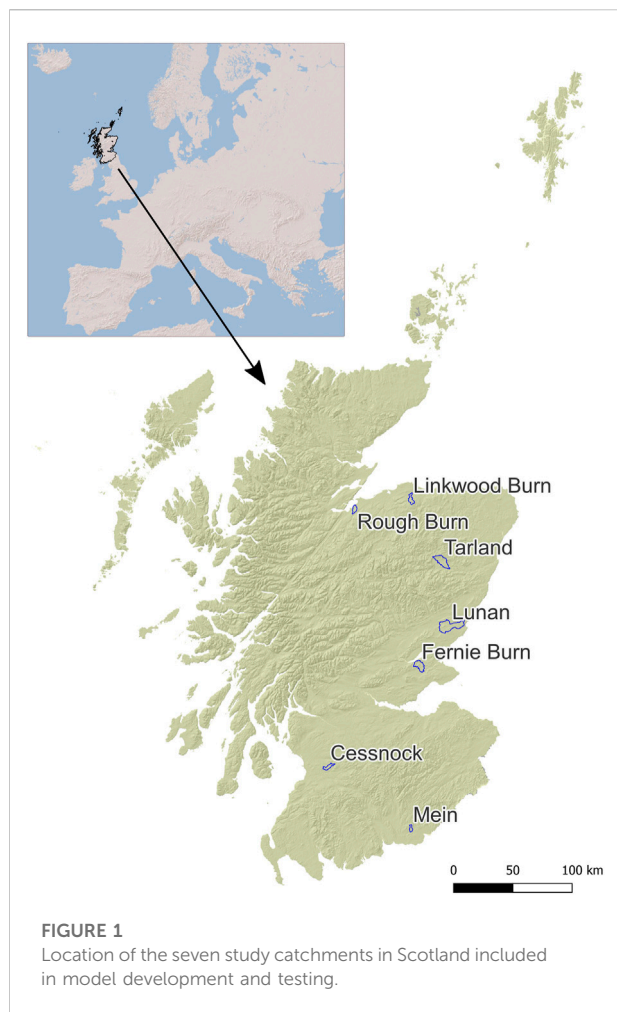 Linkwood Burn
Rough Burn
Tarland
Lunan
Fernie Burn
Cessnock
Mein
0 50 100 km
FIGURE 1
Location of the seven study catchments in Scotland included
in model development and testing.